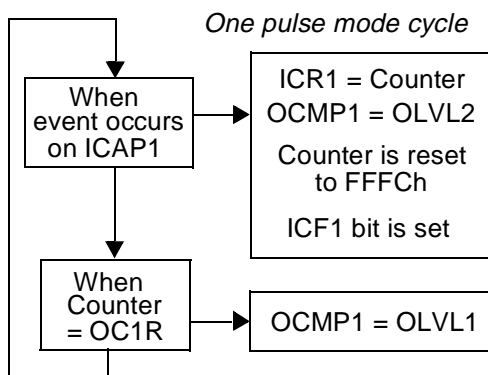 One pulse mode cycle
When
event occurs
on ICAP1
ICR1 = Counter
OCMP1 = OLVL2
Counter is reset
to FFFCh
ICF1 bit is set
When
Counter
= OC1R
OCMP1 = OLVL1